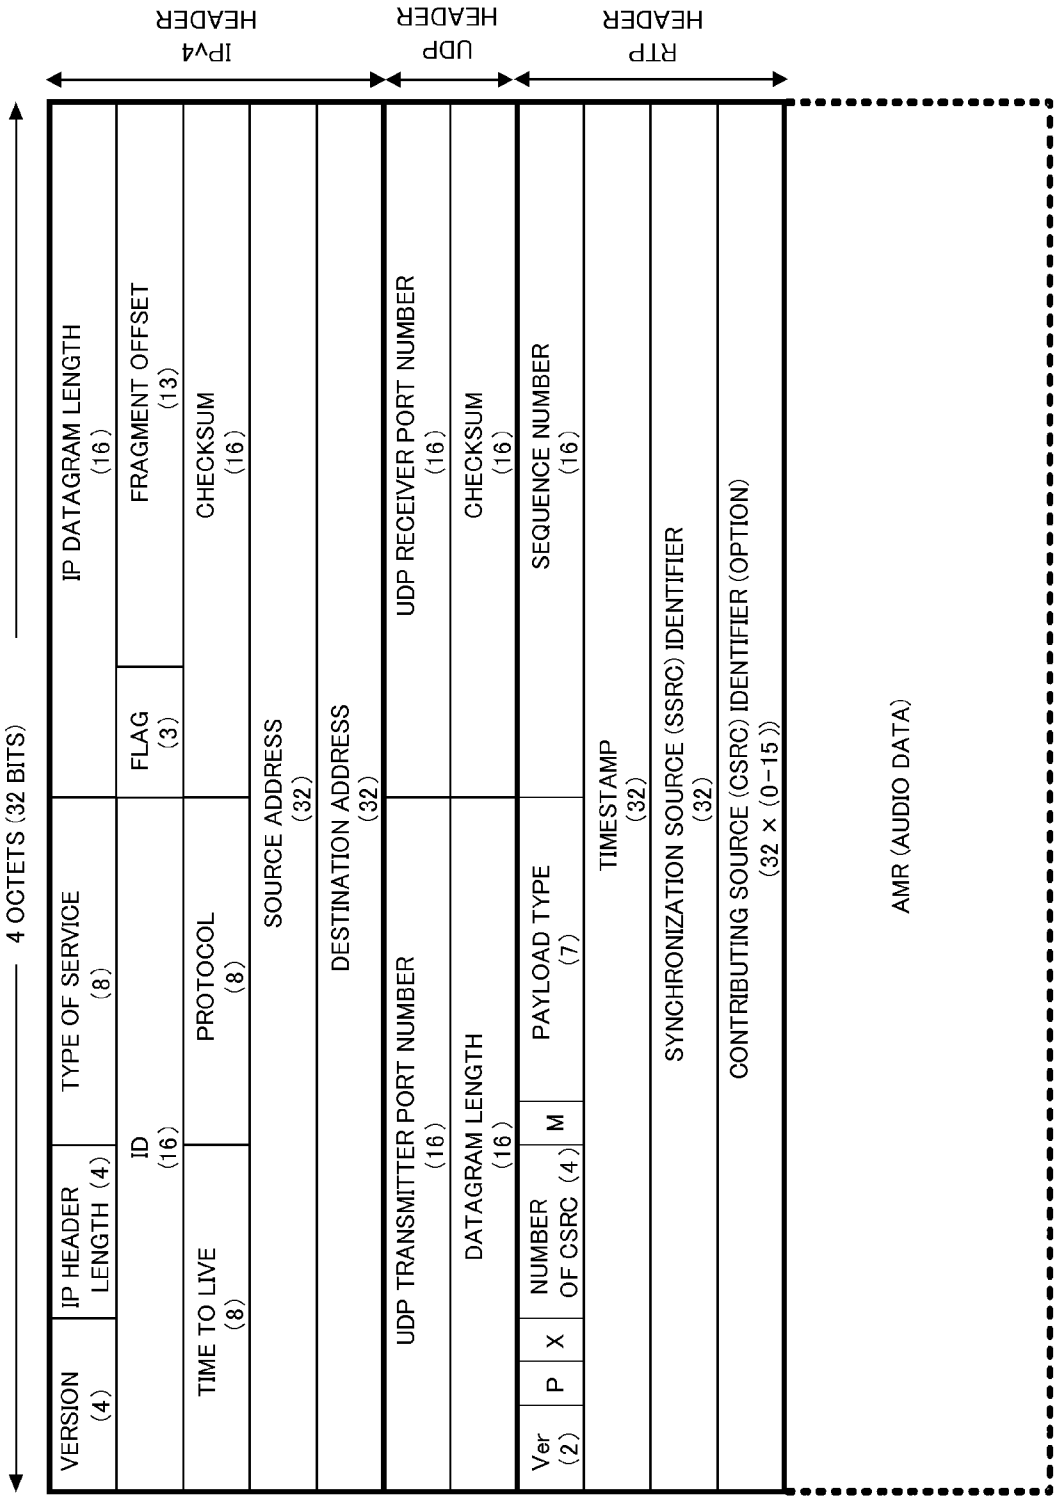 4 OCTETS (32 BITS)
VERSION
(4)
IP HEADER
LENGTH (4)
TYPE OF SERVICE
(8)
IP DATAGRAM LENGTH
(16)
ID
(16)
FLAG
(3)
FRAGMENT OFFSET
(13)
TIME TO LIVE
(8)
PROTOCOL
(8)
CHECKSUM
(16)
SOURCE ADDRESS
(32)
DESTINATION ADDRESS
(32)
IPv4
HEADER
UDP TRANSMITTER PORT NUMBER
(16)
UDP RECEIVER PORT NUMBER
(16)
DATAGRAM LENGTH
(16)
CHECKSUM
(16)
UDP
HEADER
Ver
(2)
P
X
NUMBER
OF CSRC (4)
M
PAYLOAD TYPE
(7)
SEQUENCE NUMBER
(16)
TIMESTAMP
(32)
SYNCHRONIZATION SOURCE (SSRC) IDENTIFIER
(32)
CONTRIBUTING SOURCE (CSRC) IDENTIFIER (OPTION)
(32 × (0-15))
RTP
HEADER
AMR (AUDIO DATA)